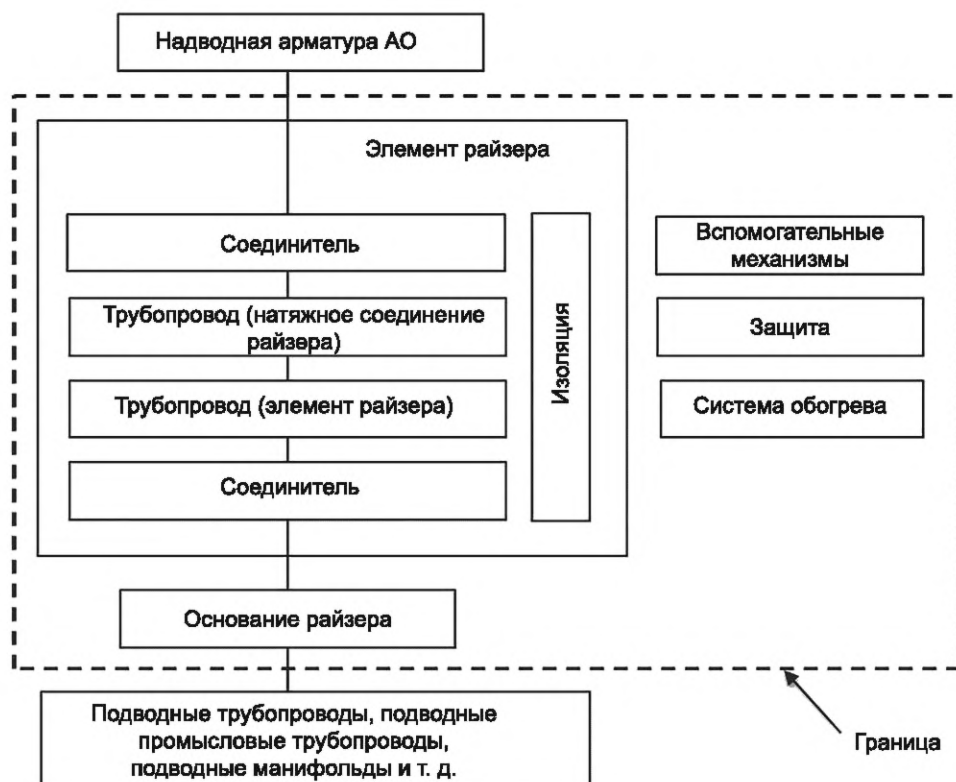 Надводная арматура АО
Элемент райзера
Соединитель
Трубопровод (натяжное соединение
райзера)
Трубопровод (элемент райзера)
Соединитель
Изоляция
Вспомогательные
механизмы
Защита
Система обогрева
Основание райзера
Подводные трубопроводы, подводные
промысловые трубопроводы,
подводные манифольды и т. д.
Граница